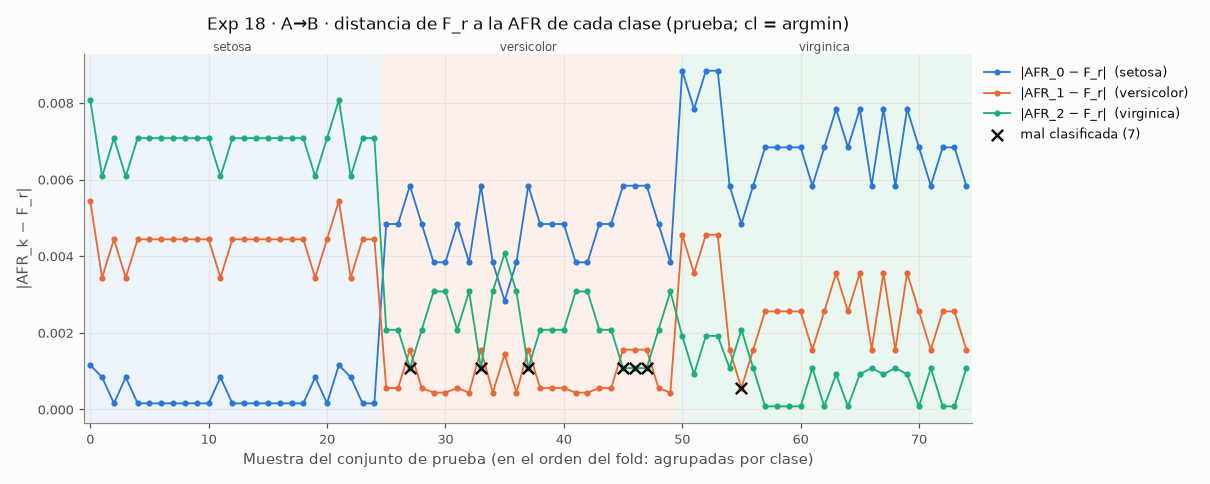 Exp 18 · A→B · distancia de F_r a la AFR de cada clase (prueba; cl = argmin)
setosa
versicolor
virginica
|AFR_k − F_r|
0.008
0.006
0.004
0.002
0.000
0
10
20
30
40
50
60
70
Muestra del conjunto de prueba (en el orden del fold: agrupadas por clase)
|AFR_0 − F_r| (setosa)
|AFR_1 − F_r| (versicolor)
|AFR_2 − F_r| (virginica)
mal clasificada (7)